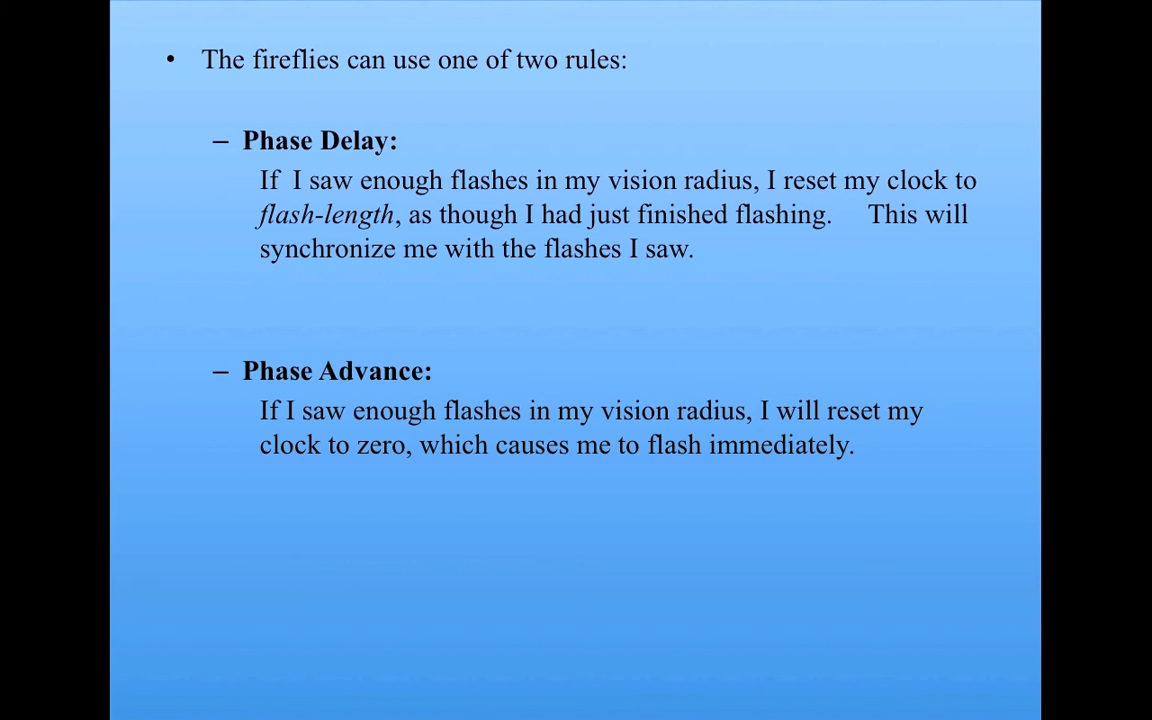 • The fireflies can use one of two rules:
– Phase Delay:
If I saw enough flashes in my vision radius, I reset my clock to
flash-length, as though I had just finished flashing. This will
synchronize me with the flashes I saw.
– Phase Advance:
If I saw enough flashes in my vision radius, I will reset my
clock to zero, which causes me to flash immediately.